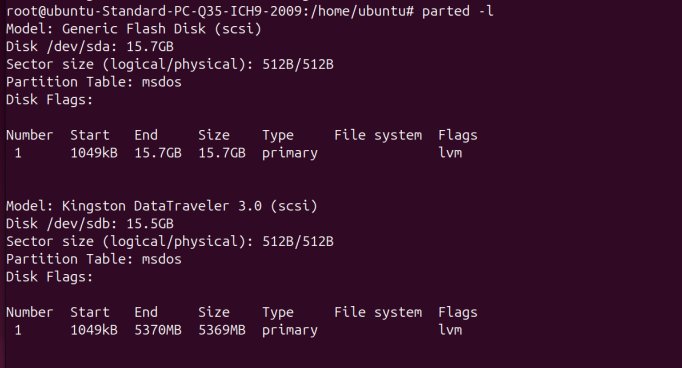 root@ubuntu-Standard-PC-Q35-ICH9-2009:/home/ubuntu# parted -l
Model: Generic Flash Disk (scsi)
Disk /dev/sda: 15.7GB
Sector size (logical/physical): 512B/512B
Partition Table: msdos
Disk Flags:
Number  Start   End     Size    Type     File system  Flags
 1      1049kB  15.7GB  15.7GB  primary               lvm
Model: Kingston DataTraveler 3.0 (scsi)
Disk /dev/sdb: 15.5GB
Sector size (logical/physical): 512B/512B
Partition Table: msdos
Disk Flags:
Number  Start   End     Size    Type     File system  Flags
 1      1049kB  5370MB  5369MB  primary               lvm